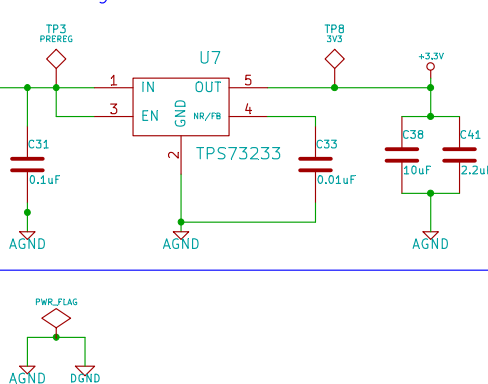 TP3
PREREG
TP8
3V3
U7
+3.3V
1
IN
OUT
5
3
EN
GND
NR/FB
4
2
TPS73233
C31
0.1uF
C33
0.01uF
C38
10uF
C41
2.2u
AGND
AGND
AGND
PWR_FLAG
AGND
DGND